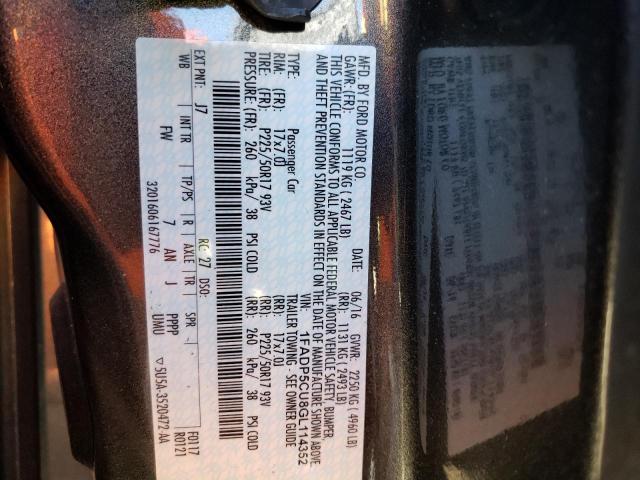 MFD. BY FORD MOTOR CO.
DATE: 06/16 GVWR: 2250 KG ( 4960 LB)
GAWR: (FR): 1119 KG ( 2467 LB) (RR): 1131 KG ( 2493 LB)
THIS VEHICLE CONFORMS TO ALL APPLICABLE FEDERAL MOTOR VEHICLE SAFETY, BUMPER,
AND THEFT PREVENTION STANDARDS IN EFFECT ON THE DATE OF MANUFACTURE SHOWN ABOVE.
VIN: 1FADP5CU8GL114352
TYPE: Passenger Car TRAILER TOWING - SEE OWNER GUIDE
RIM: (FR): 17x7.0J (RR): 17x7.0J
TIRE: (FR): P225/50R17 93V (RR): P225/50R17 93V
PRESSURE: (FR): 260 kPa/ 38 PSI COLD (RR): 260 kPa/ 38 PSI COLD
EXT PNT: J7 RC: 27 DSO: F0117
WB INT TR TP/PS R AXLE TR SPR R0121
FW 7 AN J PPPP
UMU
3201606167776 5U5A-3520472-AA